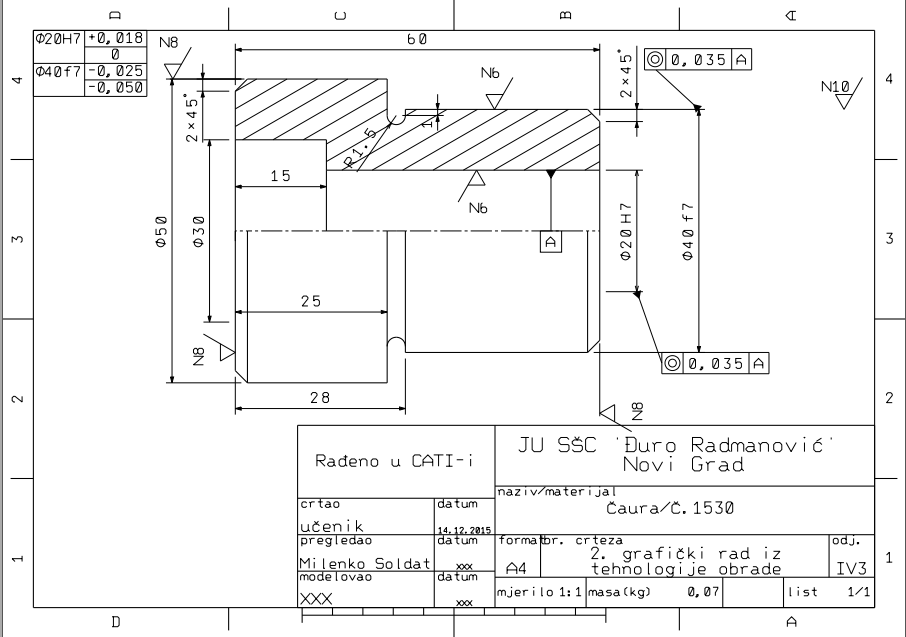 D C B A
Φ20H7 +0,018
0
Φ40f7 -0,025
-0,050
N8
60
N6
2×45°
0,035 A
N10
4
4
2×45°
R1.5
1
15
N6
A
Φ50
Φ30
Φ20H7
Φ40f7
3
3
25
N8
0,035 A
28
N8
2
2
Rađeno u CATI-i
JU SŠC 'Đuro Radmanović'
Novi Grad
naziv/materijal
Čaura/Č.1530
crtao
datum
učenik
14.12.2015
pregledao
datum
format
br. crteza
odj.
Milenko Soldat
xxx
A4
2. grafički rad iz
tehnologije obrade
IV3
modelovao
datum
XXX
xxx
mjerilo 1:1
masa(kg) 0,07
list 1/1
1
1
D A